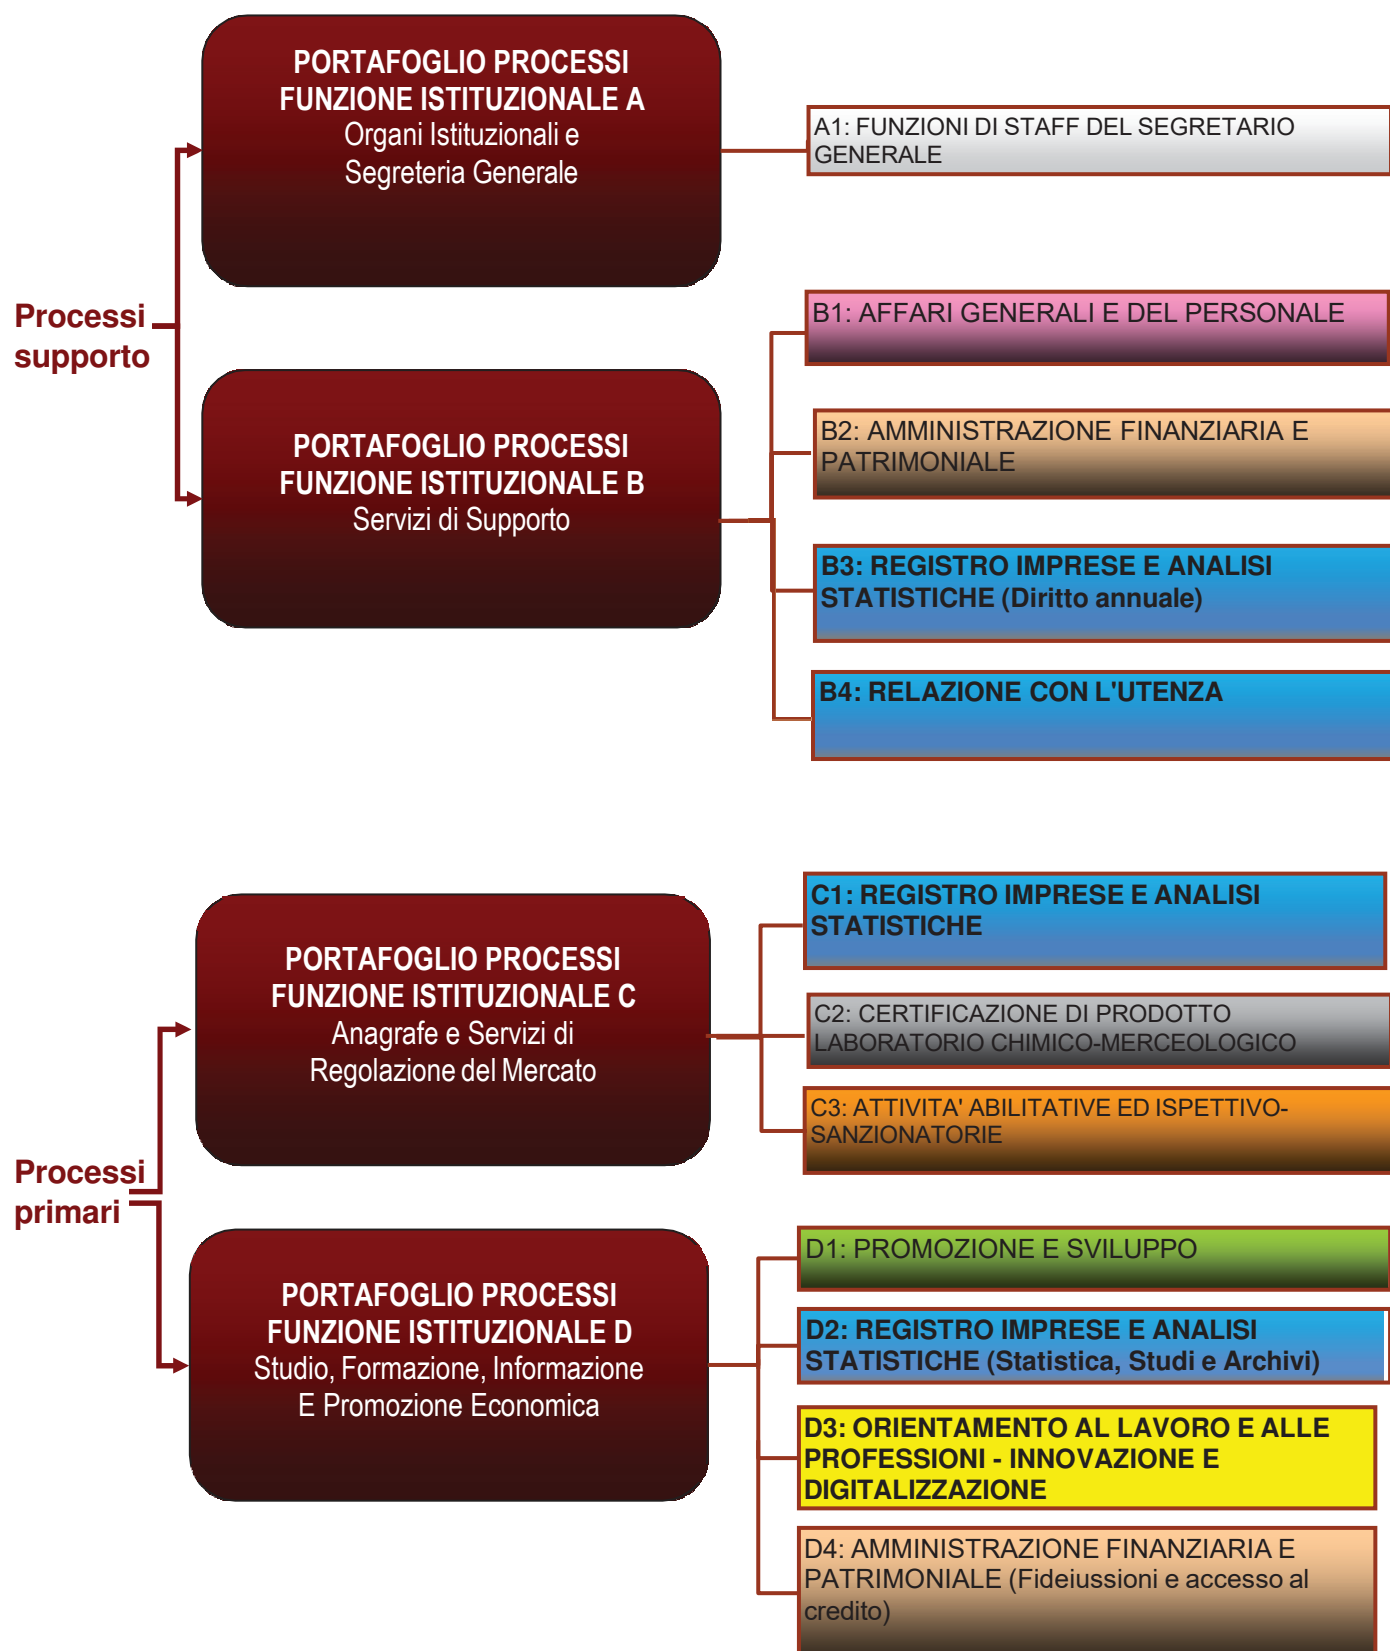 PORTAFOGLIO PROCESSI
FUNZIONE ISTITUZIONALE A
Organi Istituzionali e
Segreteria Generale
A1: FUNZIONI DI STAFF DEL SEGRETARIO
GENERALE
Processi
supporto
B1: AFFARI GENERALI E DEL PERSONALE
PORTAFOGLIO PROCESSI
FUNZIONE ISTITUZIONALE B
Servizi di Supporto
B2: AMMINISTRAZIONE FINANZIARIA E
PATRIMONIALE
B3: REGISTRO IMPRESE E ANALISI
STATISTICHE (Diritto annuale)
B4: RELAZIONE CON L'UTENZA
PORTAFOGLIO PROCESSI
FUNZIONE ISTITUZIONALE C
Anagrafe e Servizi di
Regolazione del Mercato
C1: REGISTRO IMPRESE E ANALISI
STATISTICHE
C2: CERTIFICAZIONE DI PRODOTTO
LABORATORIO CHIMICO-MERCEOLOGICO
C3: ATTIVITA' ABILITATIVE ED ISPETTIVO-
SANZIONATORIE
Processi
primari
PORTAFOGLIO PROCESSI
FUNZIONE ISTITUZIONALE D
Studio, Formazione, Informazione
E Promozione Economica
D1: PROMOZIONE E SVILUPPO
D2: REGISTRO IMPRESE E ANALISI
STATISTICHE (Statistica, Studi e Archivi)
D3: ORIENTAMENTO AL LAVORO E ALLE
PROFESSIONI - INNOVAZIONE E
DIGITALIZZAZIONE
D4: AMMINISTRAZIONE FINANZIARIA E
PATRIMONIALE (Fideiussioni e accesso al
credito)